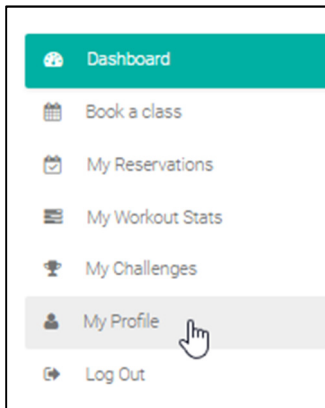 Dashboard
Book a class
My Reservations
My Workout Stats
My Challenges
My Profile
Log Out